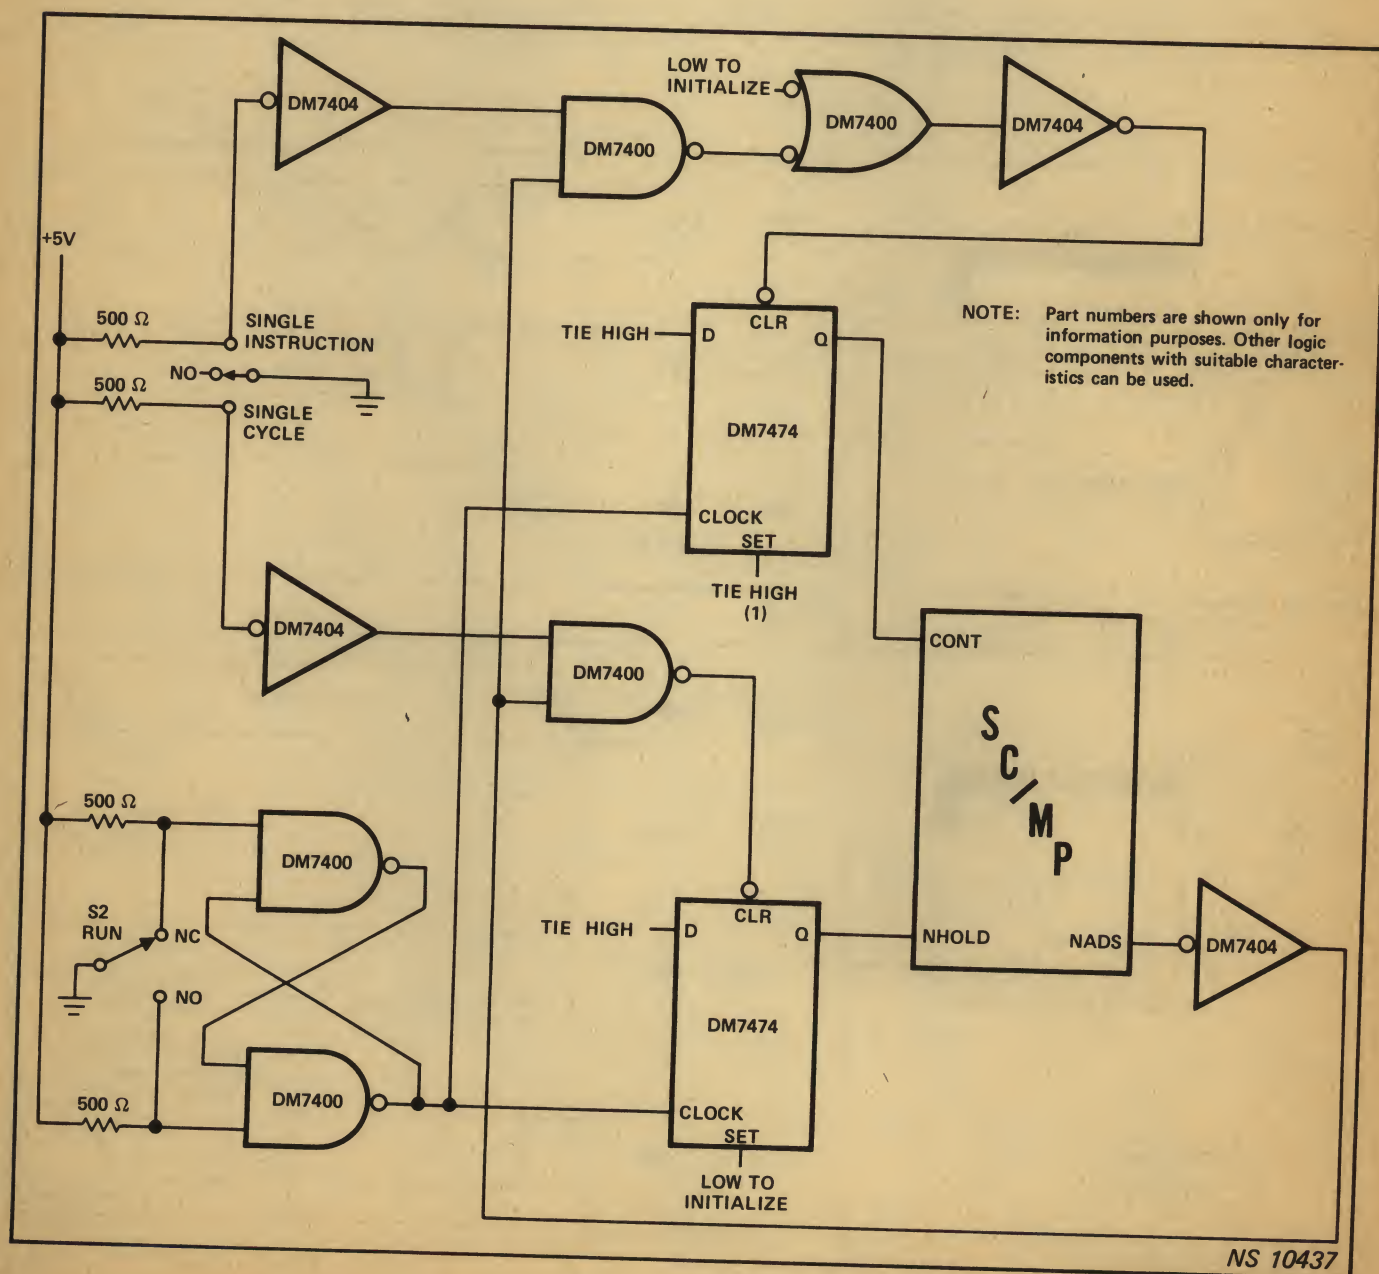 LOW TO
INITIALIZE
DM7404
DM7400
DM7400
DM7404
+5V
500 Ω
SINGLE
INSTRUCTION
NO
500 Ω
SINGLE
CYCLE
TIE HIGH
D
CLR
Q
DM7474
CLOCK
SET
TIE HIGH
(1)
NOTE: Part numbers are shown only for
information purposes. Other logic
components with suitable character-
istics can be used.
DM7404
DM7400
CONT
SC/MP
NHOLD
NADS
DM7404
500 Ω
DM7400
S2
RUN
NC
NO
500 Ω
DM7400
TIE HIGH
D
CLR
Q
DM7474
CLOCK
SET
LOW TO
INITIALIZE
NS 10437